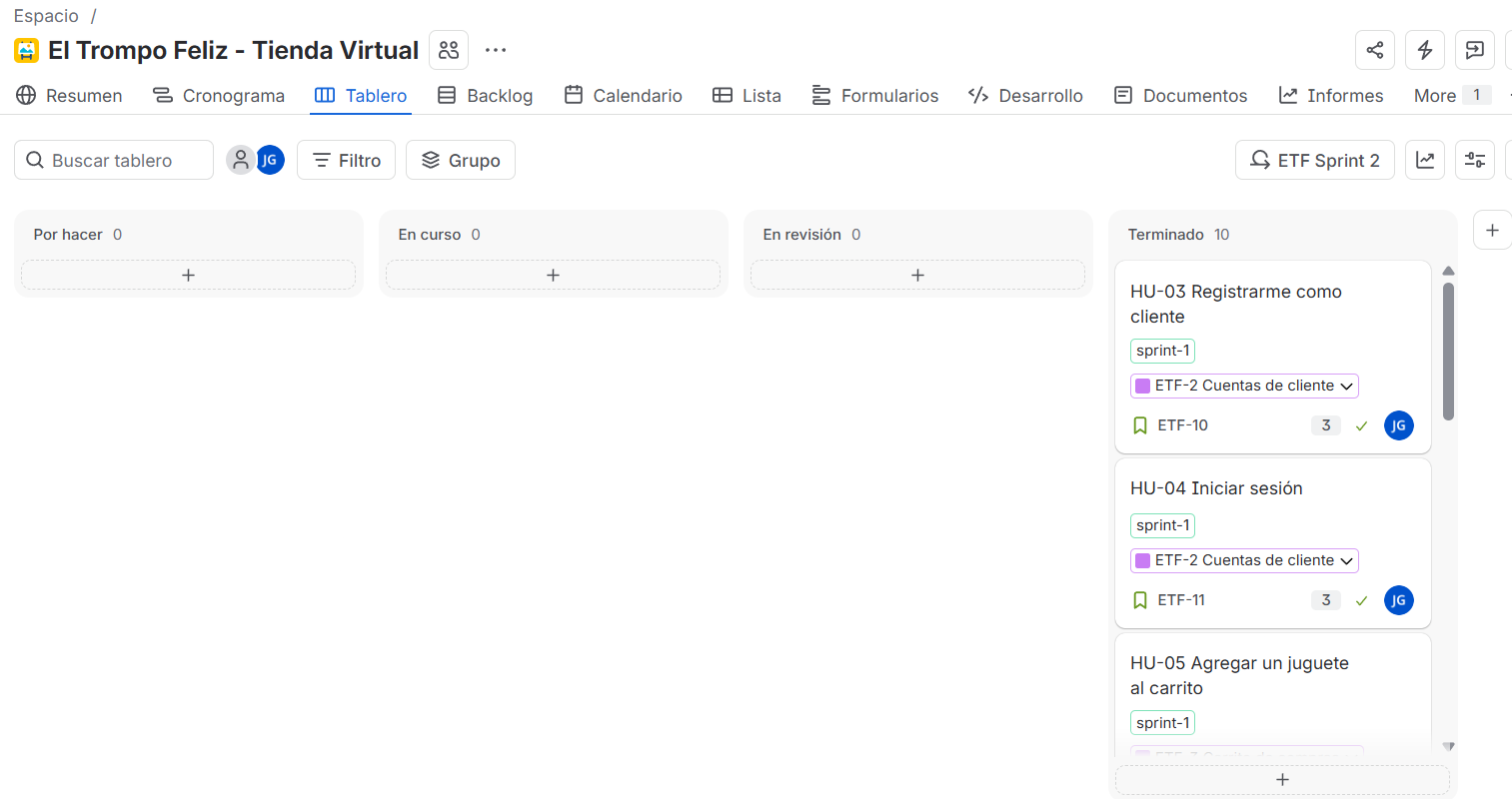 Espacio /
El Trompo Feliz - Tienda Virtual
Resumen Cronograma Tablero Backlog Calendario Lista Formularios Desarrollo Documentos Informes More 1
Buscar tablero JG Filtro Grupo ETF Sprint 2
Por hacer 0 En curso 0 En revisión 0 Terminado 10
HU-03 Registrarme como
cliente
sprint-1
ETF-2 Cuentas de cliente
ETF-10 3 JG
HU-04 Iniciar sesión
sprint-1
ETF-2 Cuentas de cliente
ETF-11 3 JG
HU-05 Agregar un juguete
al carrito
sprint-1